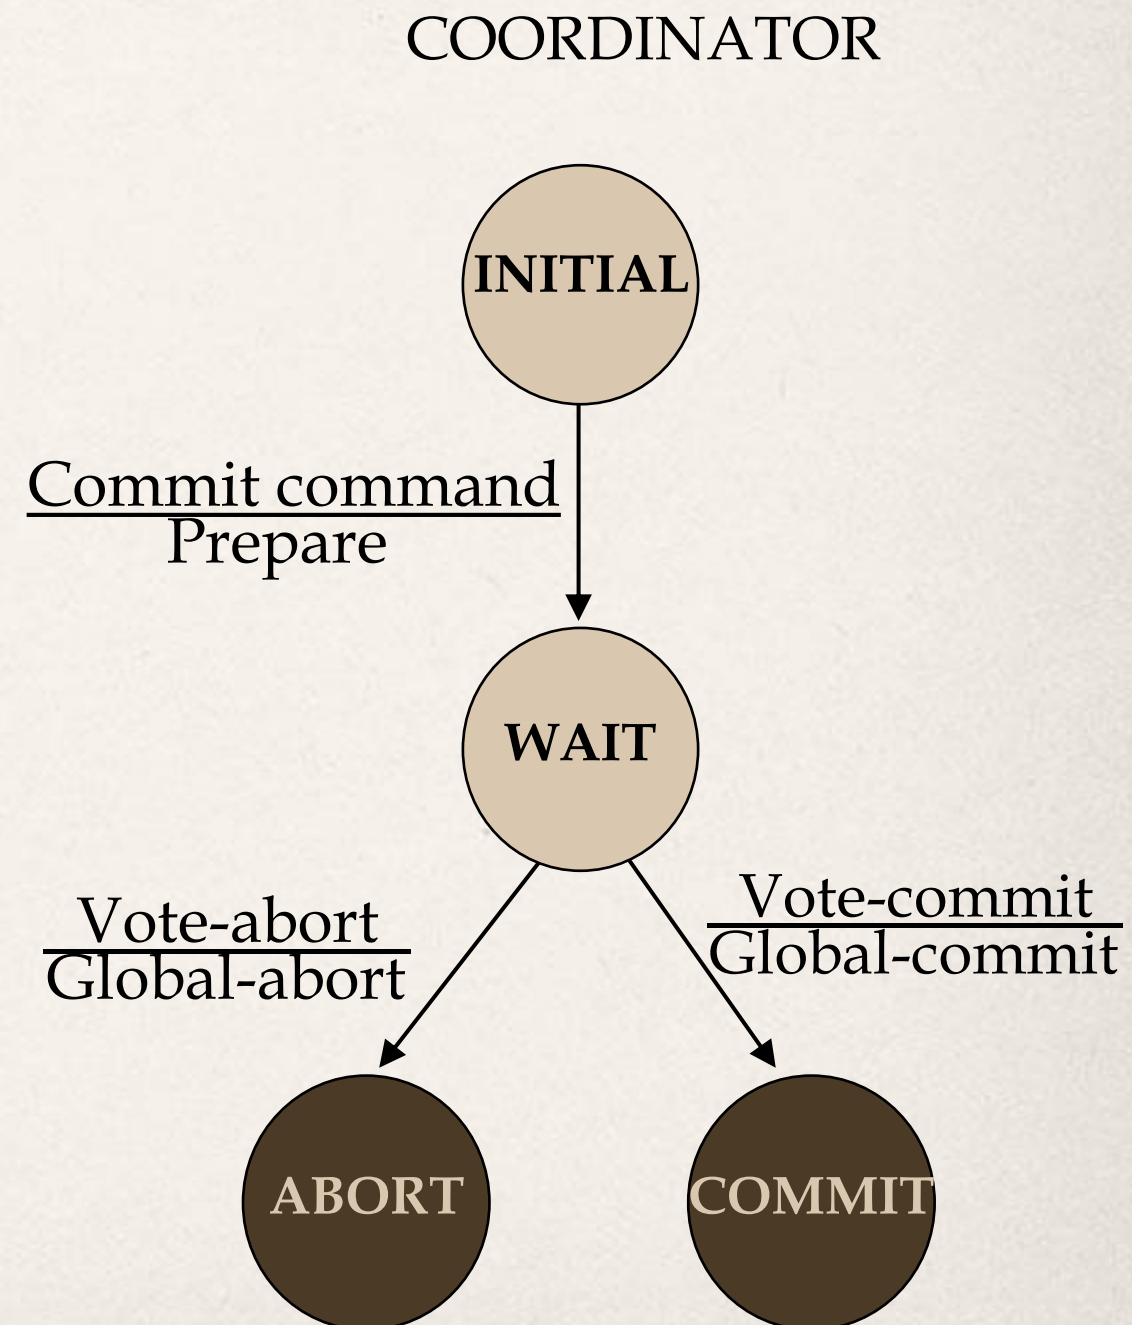 COORDINATOR
INITIAL
Commit command
Prepare
WAIT
Vote-abort
Global-abort
Vote-commit
Global-commit
ABORT
COMMIT